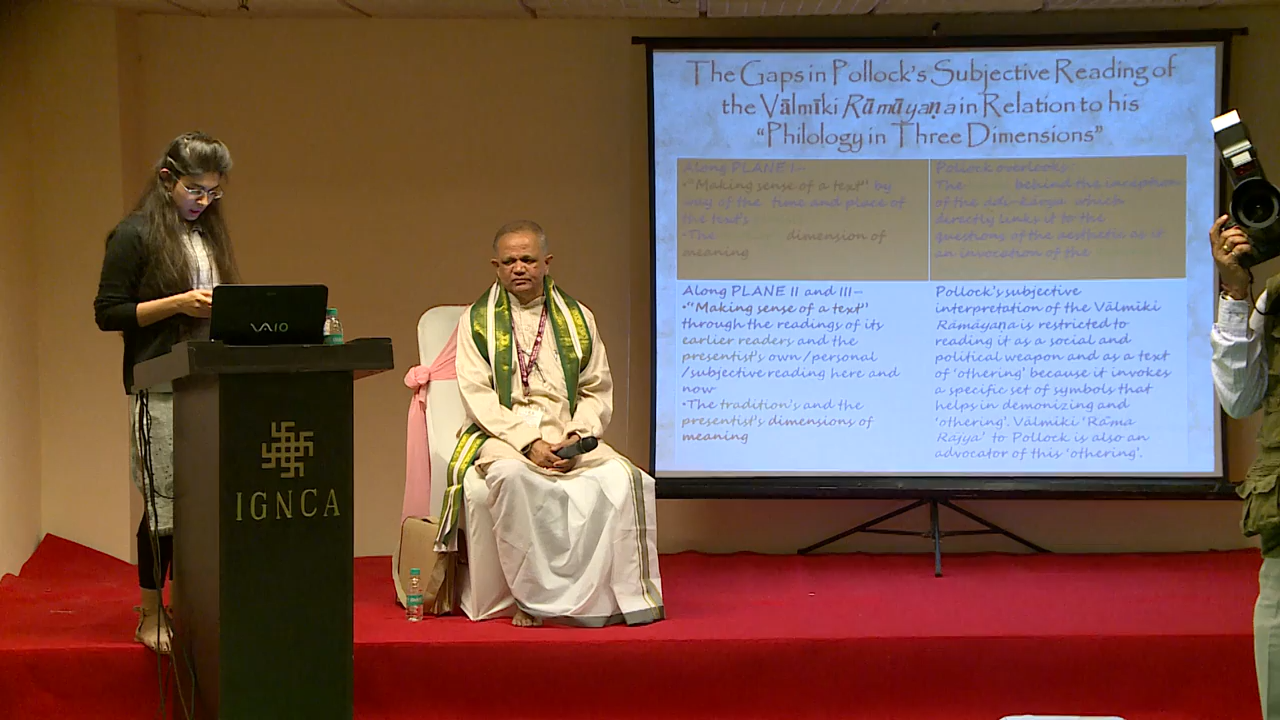 The Gaps in Pollock's Subjective Reading of
the Vālmīki Rāmāyaṇa in Relation to his
"Philology in Three Dimensions"
Along PLANE I–
•"Making sense of a text" by
way of the time and place of
the text's
•The dimension of
meaning
Pollock overlooks
The behind the reception
of the ādi-kāvya which
directly links it to the
questions of the aesthetic as it
an invocation of the
Along PLANE II and III–
•"Making sense of a text"
through the readings of its
earlier readers and the
presentist's own/personal
/subjective reading here and
now
•The tradition's and the
presentist's dimensions of
meaning
Pollock's subjective
interpretation of the Vālmīki
Rāmāyaṇa is restricted to
reading it as a social and
political weapon and as a text
of 'othering' because it invokes
a specific set of symbols that
helps in demonizing and
'othering'. Vālmīki 'Rāma
Rājya' to Pollock is also an
advocator of this 'othering'.
VAIO
IGNCA